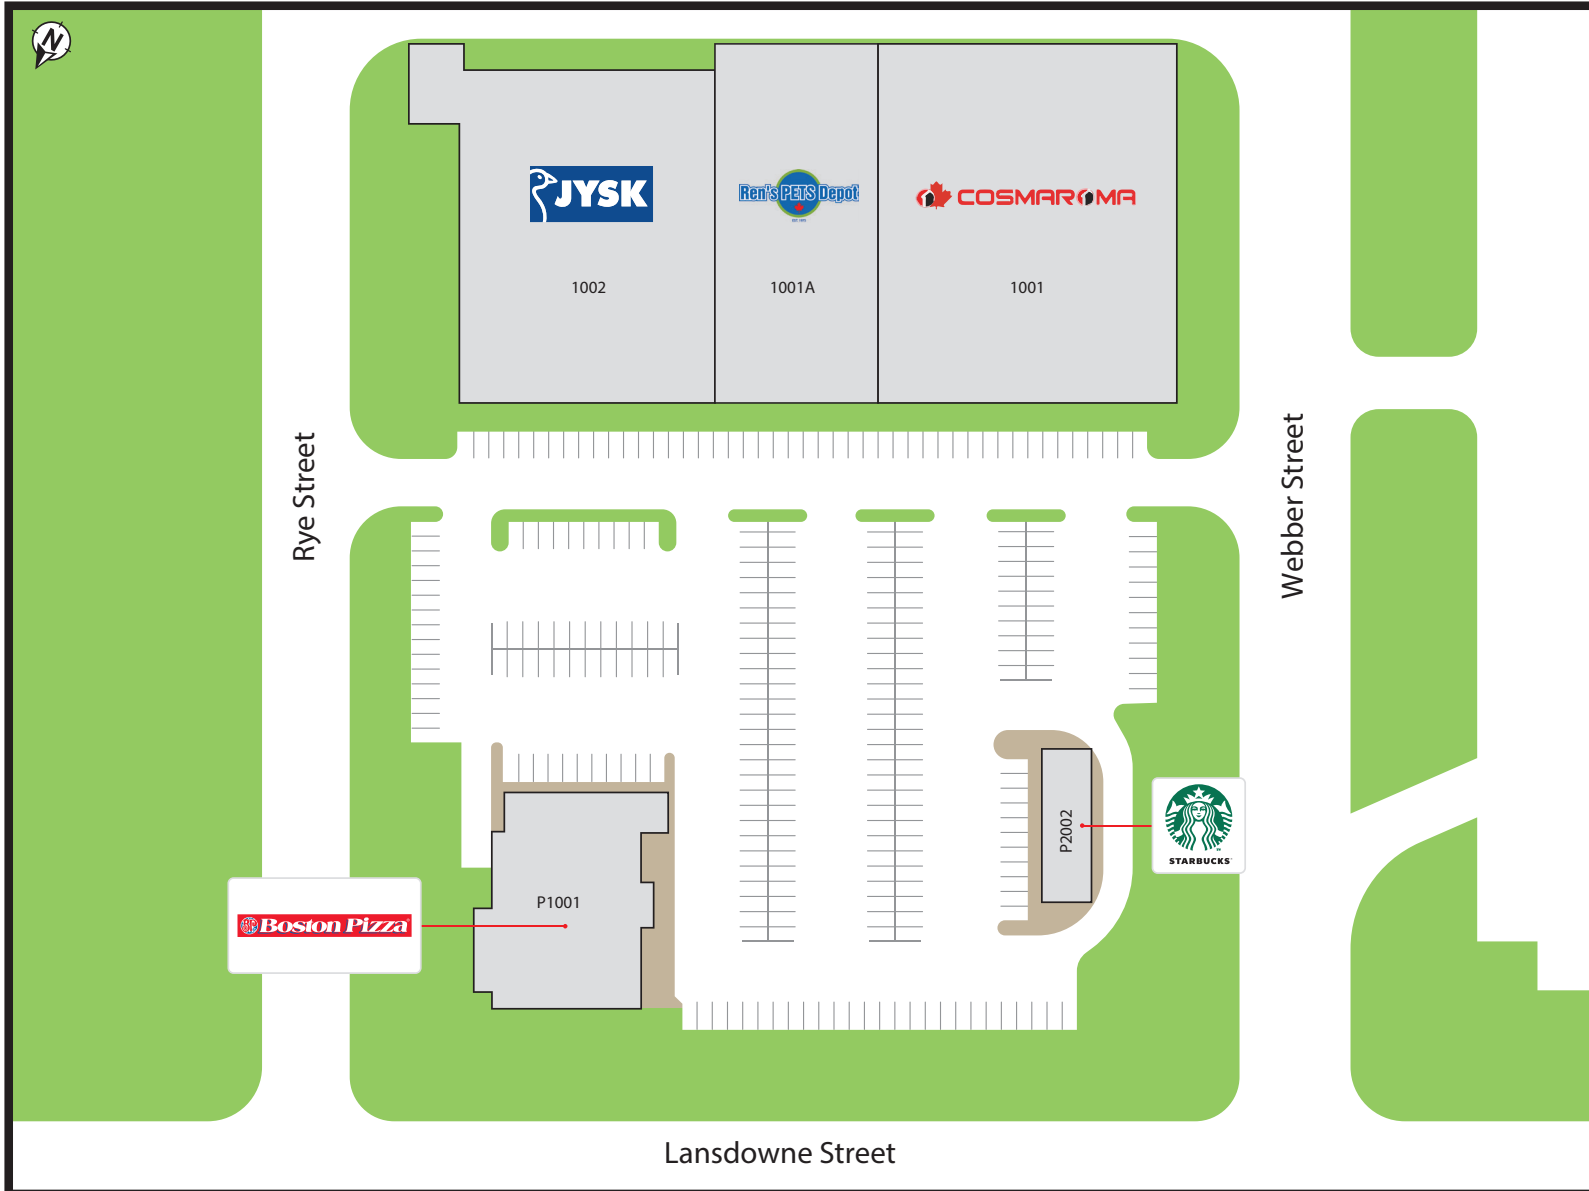 N
JYSK
Ren's PETS Depot
COSMAROMA
1002
1001A
1001
Rye Street
Webber Street
P2002
STARBUCKS
P1001
Boston Pizza
Lansdowne Street